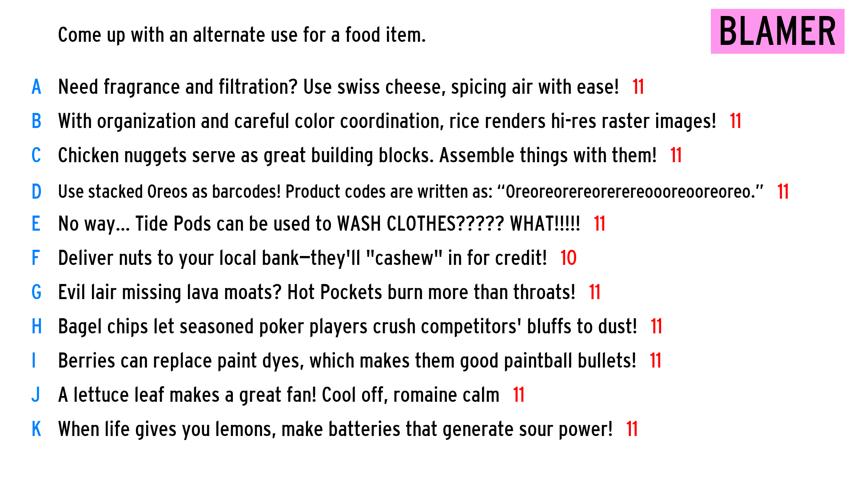 Come up with an alternate use for a food item.
BLAMER
A Need fragrance and filtration? Use swiss cheese, spicing air with ease! 11
B With organization and careful color coordination, rice renders hi-res raster images! 11
C Chicken nuggets serve as great building blocks. Assemble things with them! 11
D Use stacked Oreos as barcodes! Product codes are written as: “Oreoreorereorerereoooreooreoreo.” 11
E No way... Tide Pods can be used to WASH CLOTHES????? WHAT!!!!! 11
F Deliver nuts to your local bank—they'll "cashew" in for credit! 10
G Evil lair missing lava moats? Hot Pockets burn more than throats! 11
H Bagel chips let seasoned poker players crush competitors' bluffs to dust! 11
I Berries can replace paint dyes, which makes them good paintball bullets! 11
J A lettuce leaf makes a great fan! Cool off, romaine calm 11
K When life gives you lemons, make batteries that generate sour power! 11